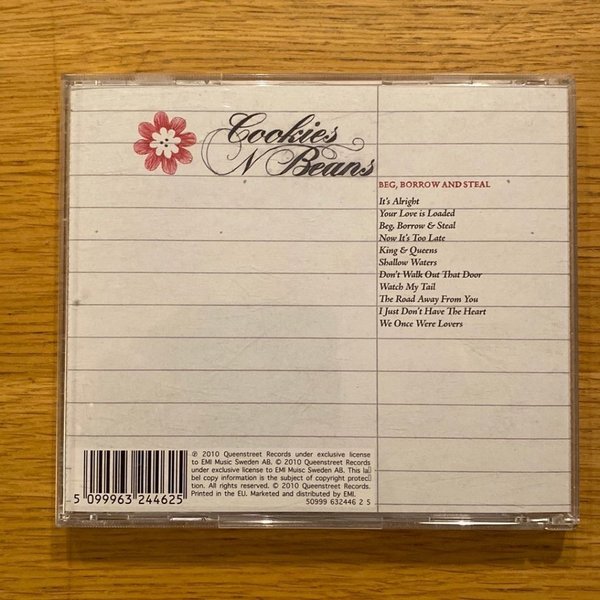 Cookies
N Beans
BEG, BORROW AND STEAL
It's Alright
Your Love is Loaded
Beg, Borrow & Steal
Now It's Too Late
King & Queens
Shallow Waters
Don't Walk Out That Door
Watch My Tail
The Road Away From You
I Just Don't Have The Heart
We Once Were Lovers
℗ 2010 Queenstreet Records under exclusive license
to EMI Music Sweden AB. © 2010 Queenstreet Records
under exclusive license to EMI Muisc Sweden AB. This la
bel copy information is the subject of copyright protec
tion. All rights reserved. © 2010 Queenstreet Records.
Printed in the EU. Marketed and distributed by EMI.
50999 632446 2 5
5 099963 244625